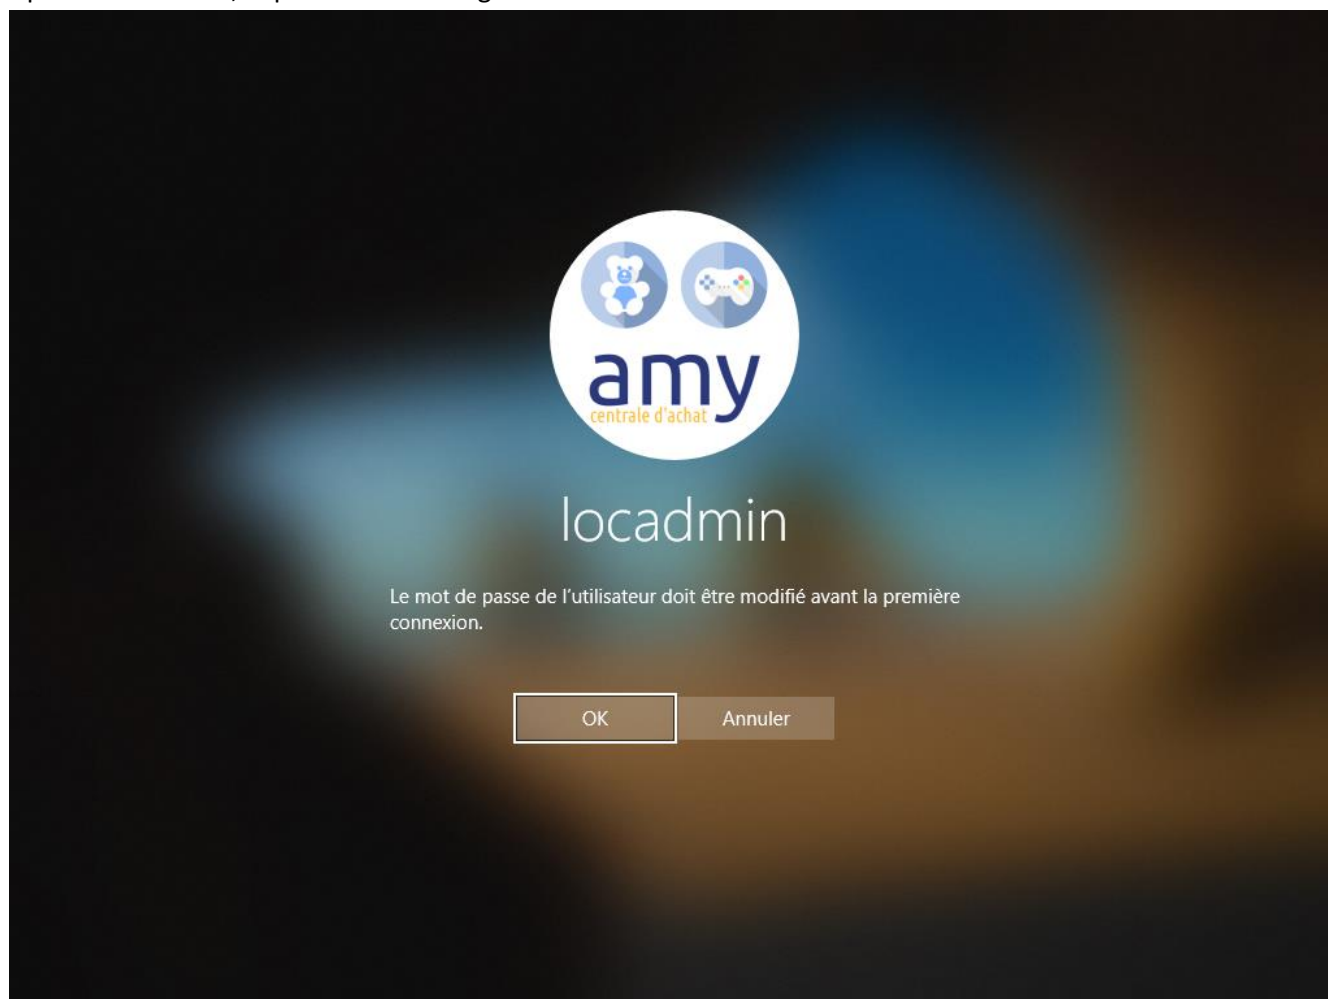 amy
centrale d'achat
locadmin
Le mot de passe de l'utilisateur doit être modifié avant la première
connexion.
OK
Annuler